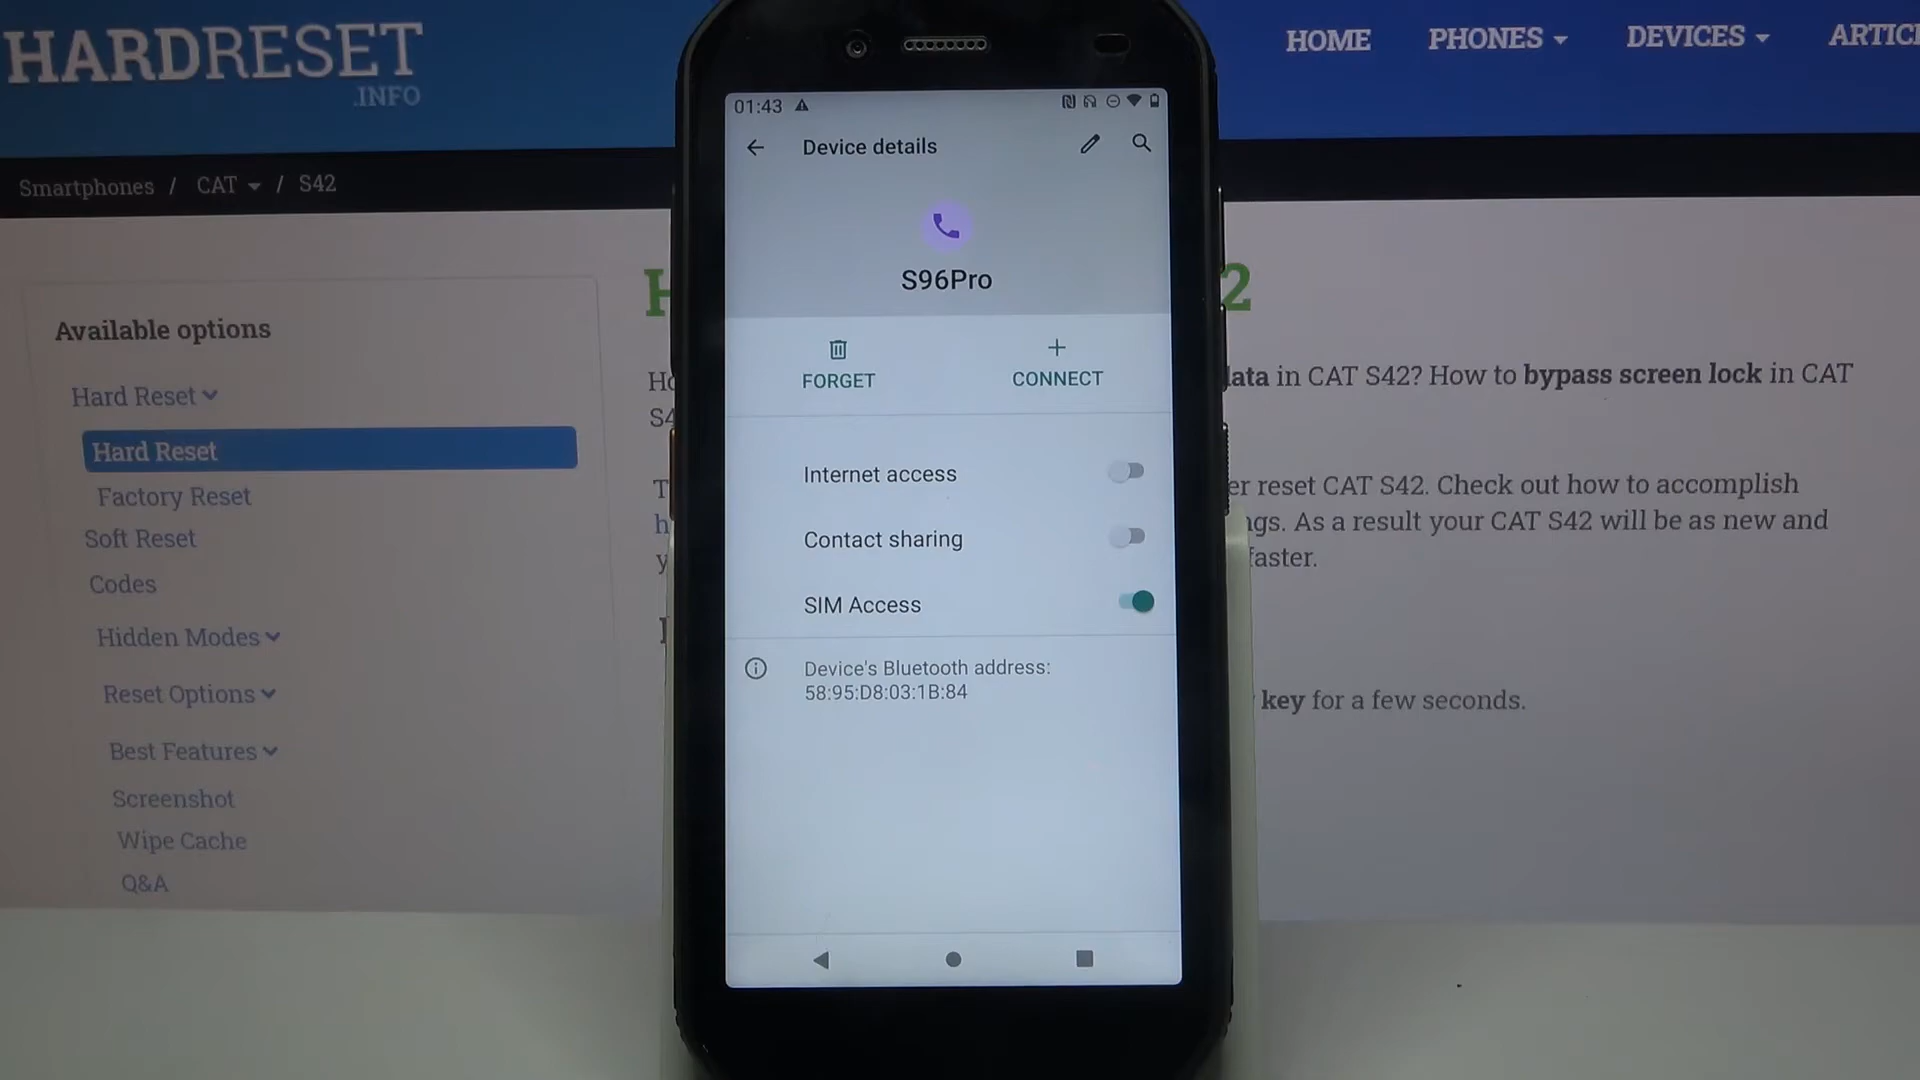 HARDRESET
.INFO
HOME
PHONES
DEVICES
Smartphones / CAT / S42
Available options
Hard Reset
Hard Reset
Factory Reset
Soft Reset
Codes
Hidden Modes
Reset Options
Best Features
Screenshot
Wipe Cache
Q&A
01:43
Device details
S96Pro
FORGET
CONNECT
Internet access
Contact sharing
SIM Access
Device's Bluetooth address:
58:95:D8:03:1B:84
2
in CAT S42? How to bypass screen lock in CAT
reset CAT S42. Check out how to accomplish
As a result your CAT S42 will be as new and
faster.
key for a few seconds.